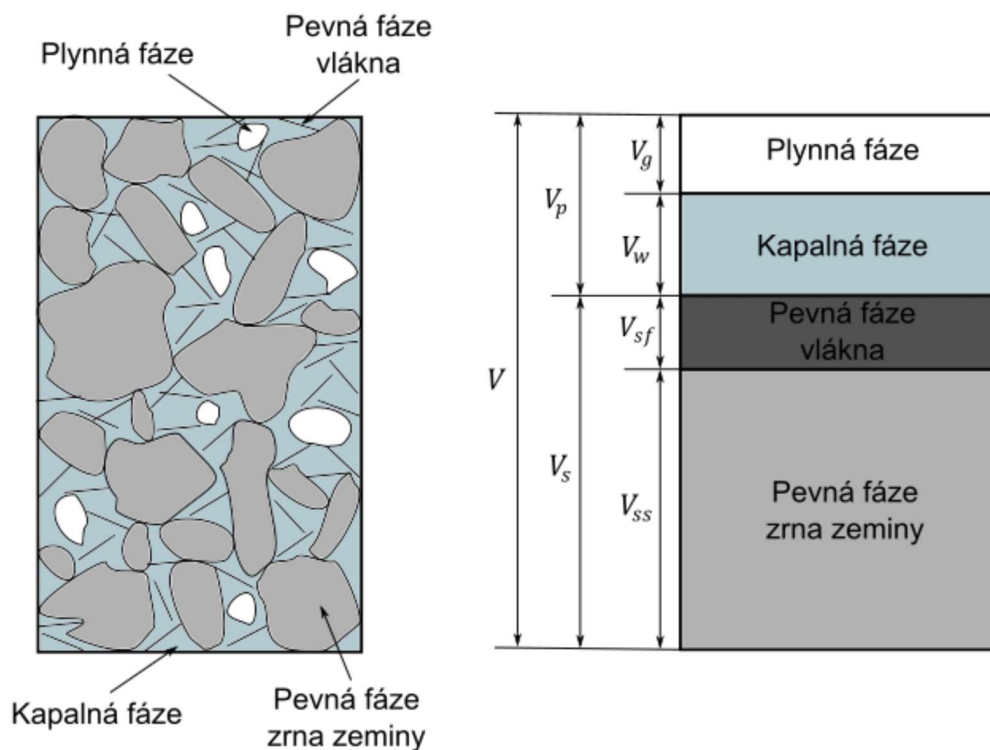 Plynná fáze
Pevná fáze
vlákna
Kapalná fáze
Pevná fáze
zrna zeminy
V
V_p
V_s
V_g
V_w
V_sf
V_ss
Plynná fáze
Kapalná fáze
Pevná fáze
vlákna
Pevná fáze
zrna zeminy